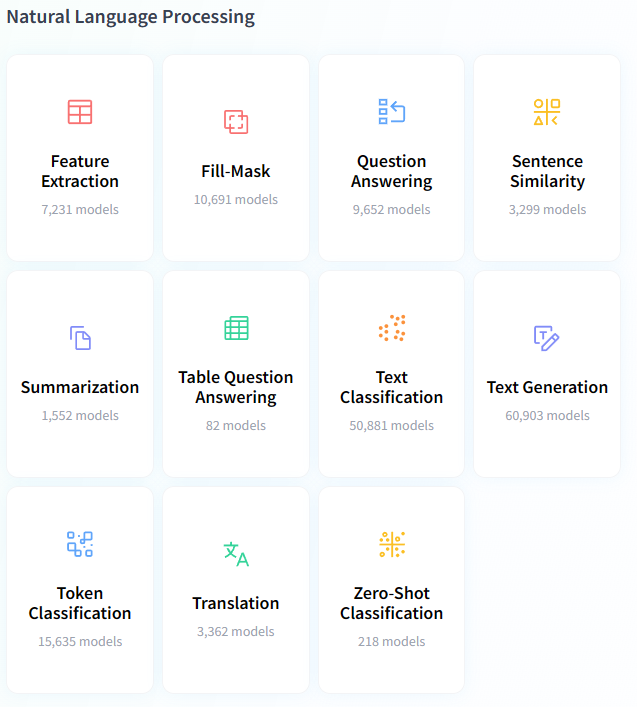 Natural Language Processing
Feature
Extraction
7,231 models
Fill-Mask
10,691 models
Question
Answering
9,652 models
Sentence
Similarity
3,299 models
Summarization
1,552 models
Table Question
Answering
82 models
Text
Classification
50,881 models
Text Generation
60,903 models
Token
Classification
15,635 models
Translation
3,362 models
Zero-Shot
Classification
218 models